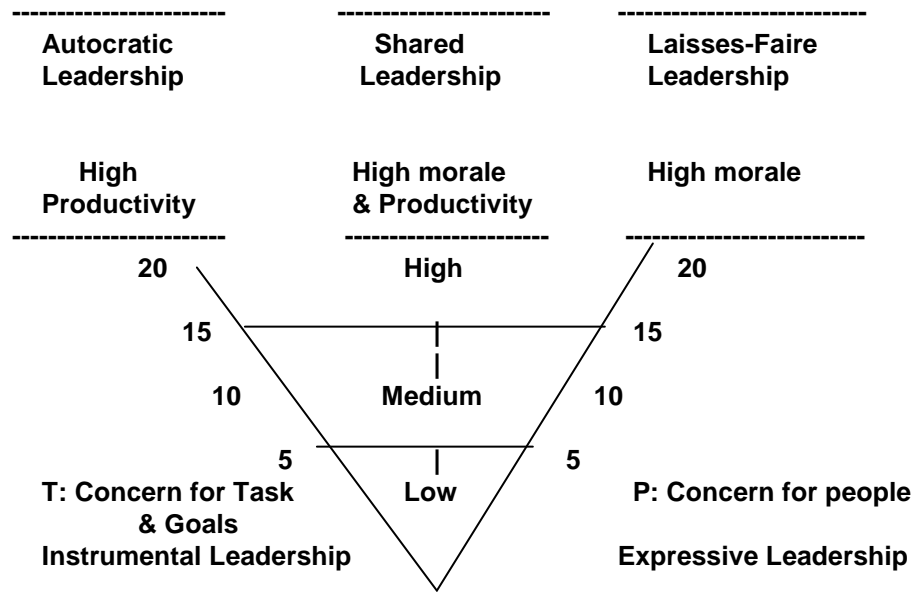 ------------------------- ------------------------ -----------------------------
Autocratic Shared Laisses-Faire
Leadership Leadership Leadership
High High morale High morale
Productivity & Productivity
------------------------- ------------------------ ----------------------------
20 High 20
15 | 15
|
10 Medium 10
5 | 5
T: Concern for Task Low P: Concern for people
& Goals
Instrumental Leadership Expressive Leadership